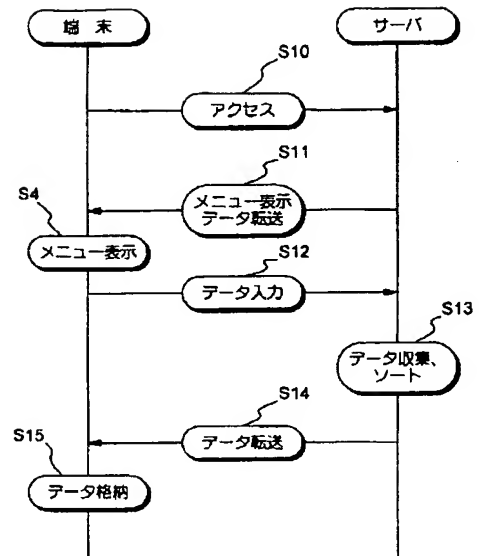 端 末
サーバ
S10
アクセス
S11
メニュー表示
データ転送
S4
メニュー表示
S12
データ入力
S13
データ収集、
ソート
S14
データ転送
S15
データ格納